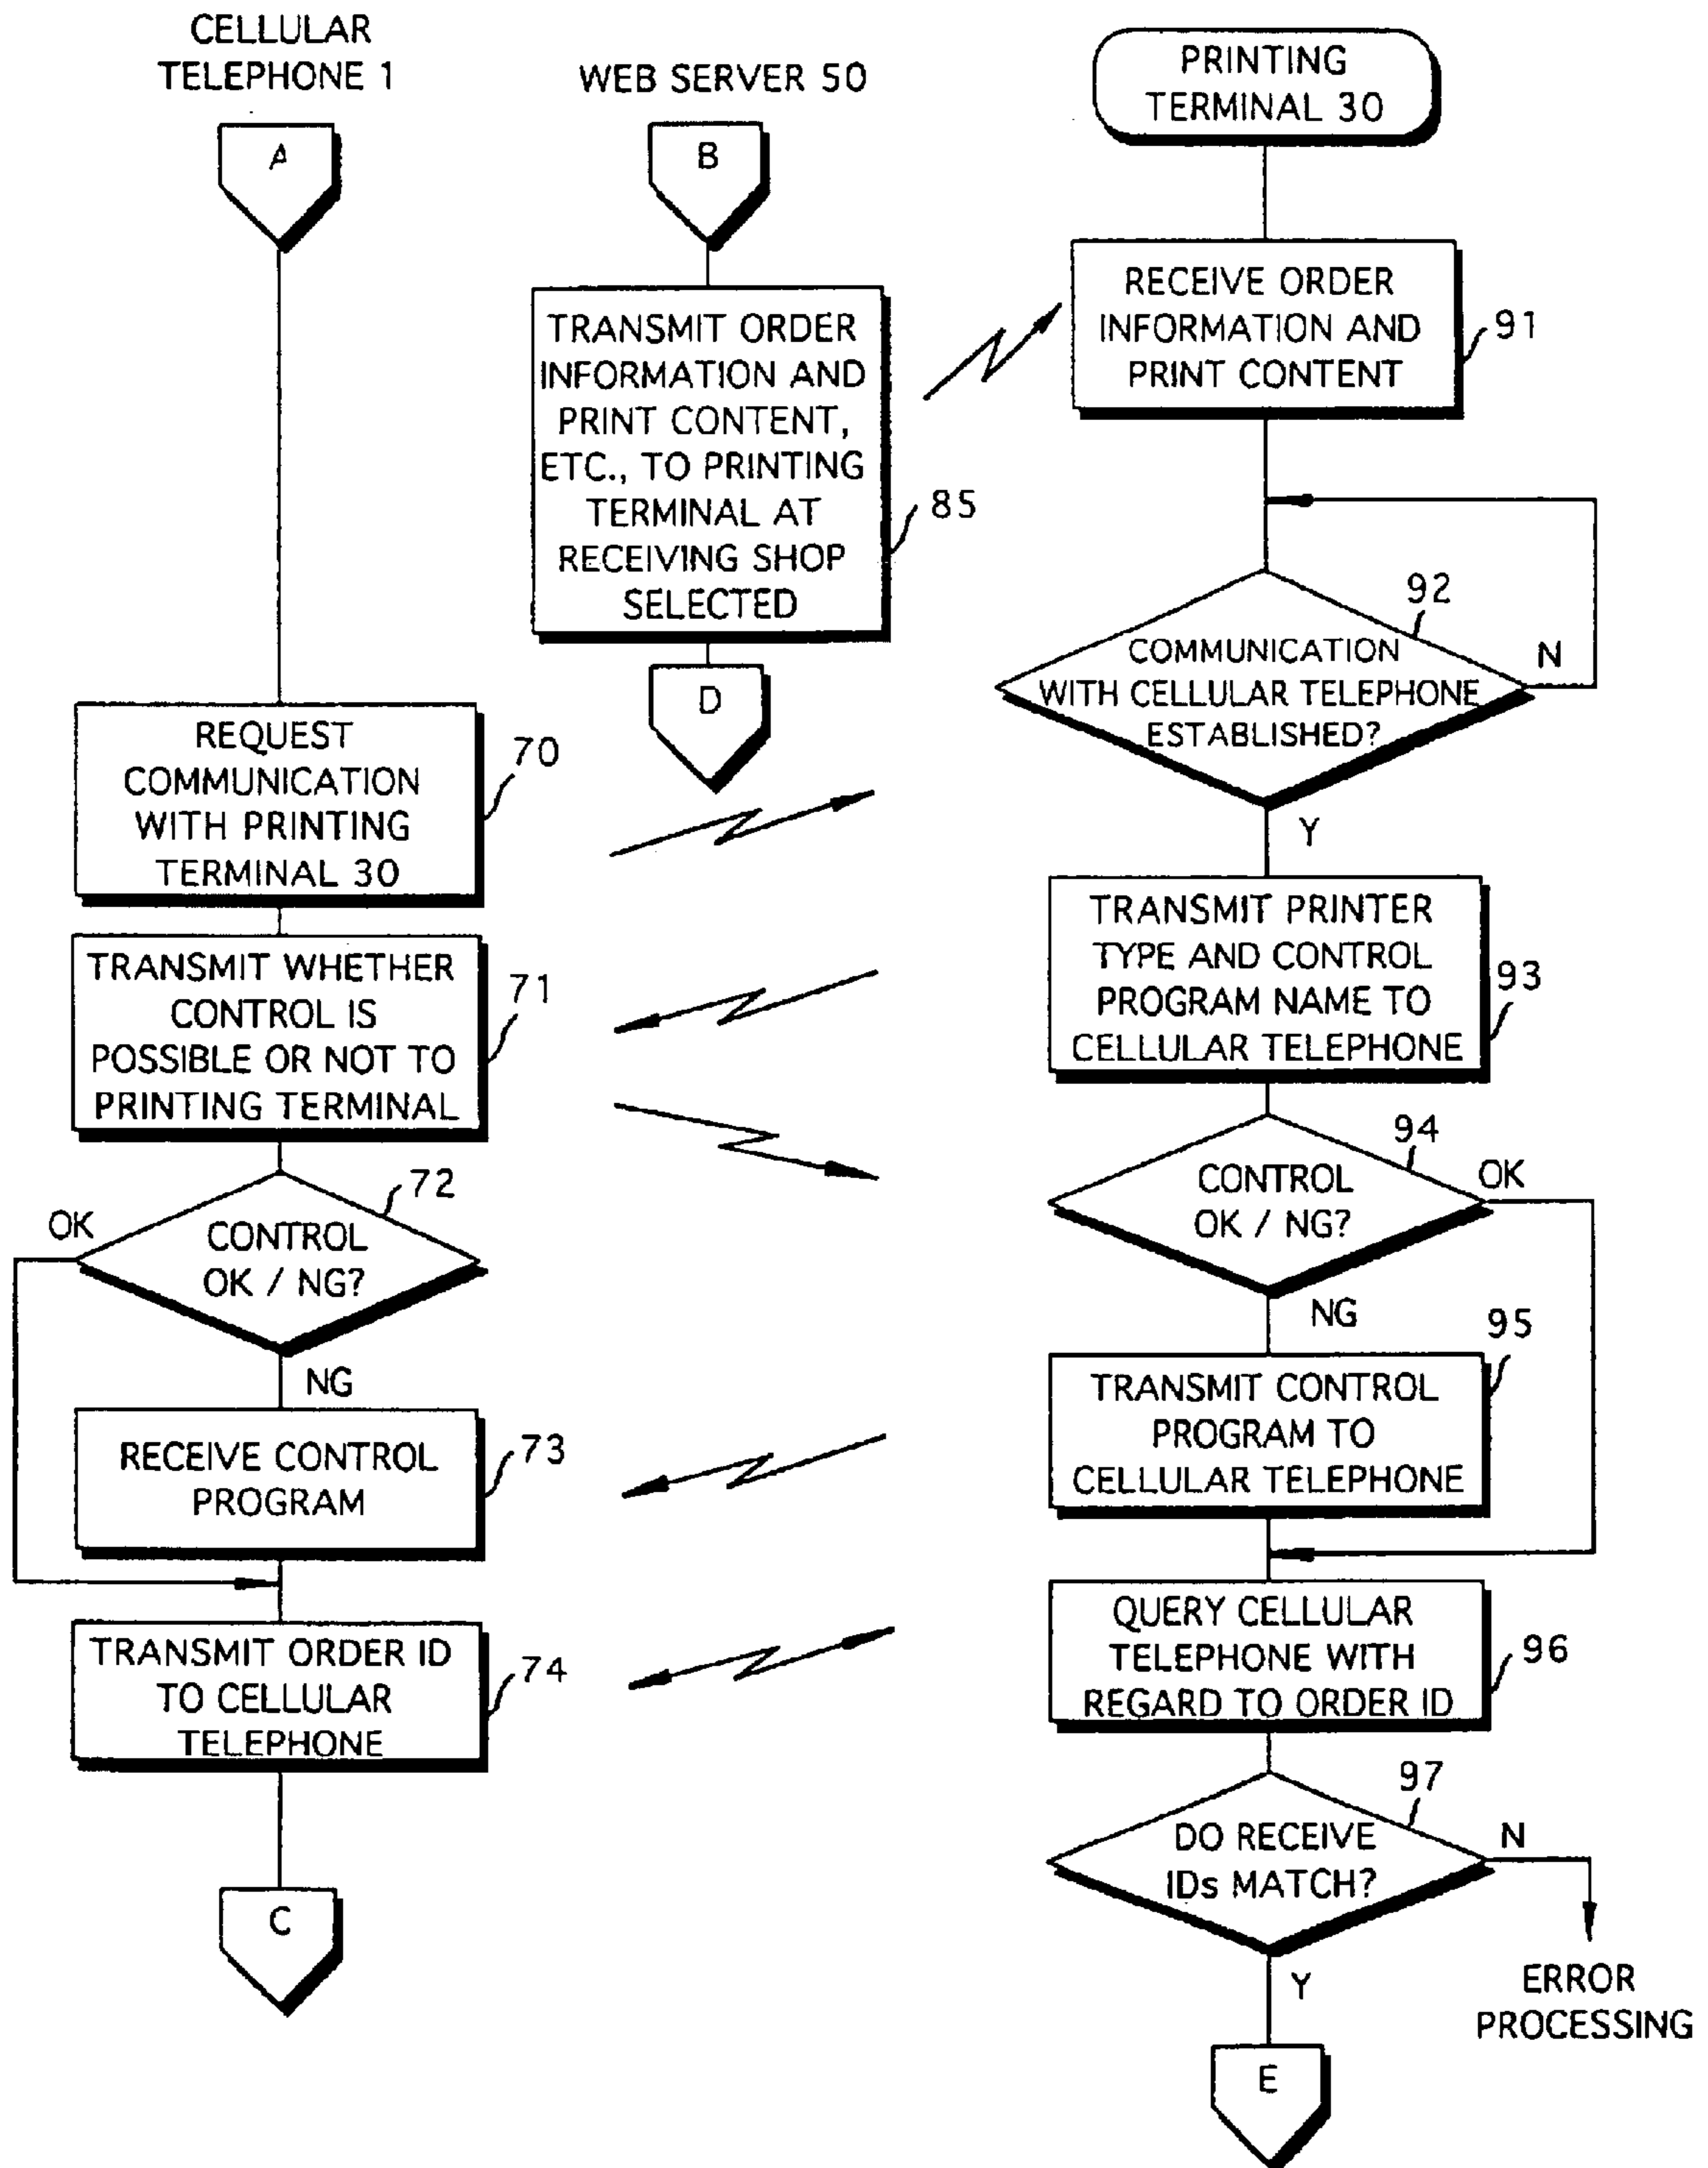 CELLULAR
TELEPHONE 1
A
REQUEST
COMMUNICATION
WITH PRINTING
TERMINAL 30
70
TRANSMIT WHETHER
CONTROL IS
POSSIBLE OR NOT TO
PRINTING TERMINAL
71
72
OK
CONTROL
OK / NG?
NG
RECEIVE CONTROL
PROGRAM
73
TRANSMIT ORDER ID
TO CELLULAR
TELEPHONE
74
C
WEB SERVER 50
B
TRANSMIT ORDER
INFORMATION AND
PRINT CONTENT,
ETC., TO PRINTING
TERMINAL AT
RECEIVING SHOP
SELECTED
85
D
PRINTING
TERMINAL 30
RECEIVE ORDER
INFORMATION AND
PRINT CONTENT
91
92
COMMUNICATION
WITH CELLULAR TELEPHONE
ESTABLISHED?
N
Y
TRANSMIT PRINTER
TYPE AND CONTROL
PROGRAM NAME TO
CELLULAR TELEPHONE
93
94
CONTROL
OK / NG?
OK
NG
95
TRANSMIT CONTROL
PROGRAM TO
CELLULAR TELEPHONE
QUERY CELLULAR
TELEPHONE WITH
REGARD TO ORDER ID
96
97
DO RECEIVE
IDs MATCH?
N
Y
ERROR
PROCESSING
E